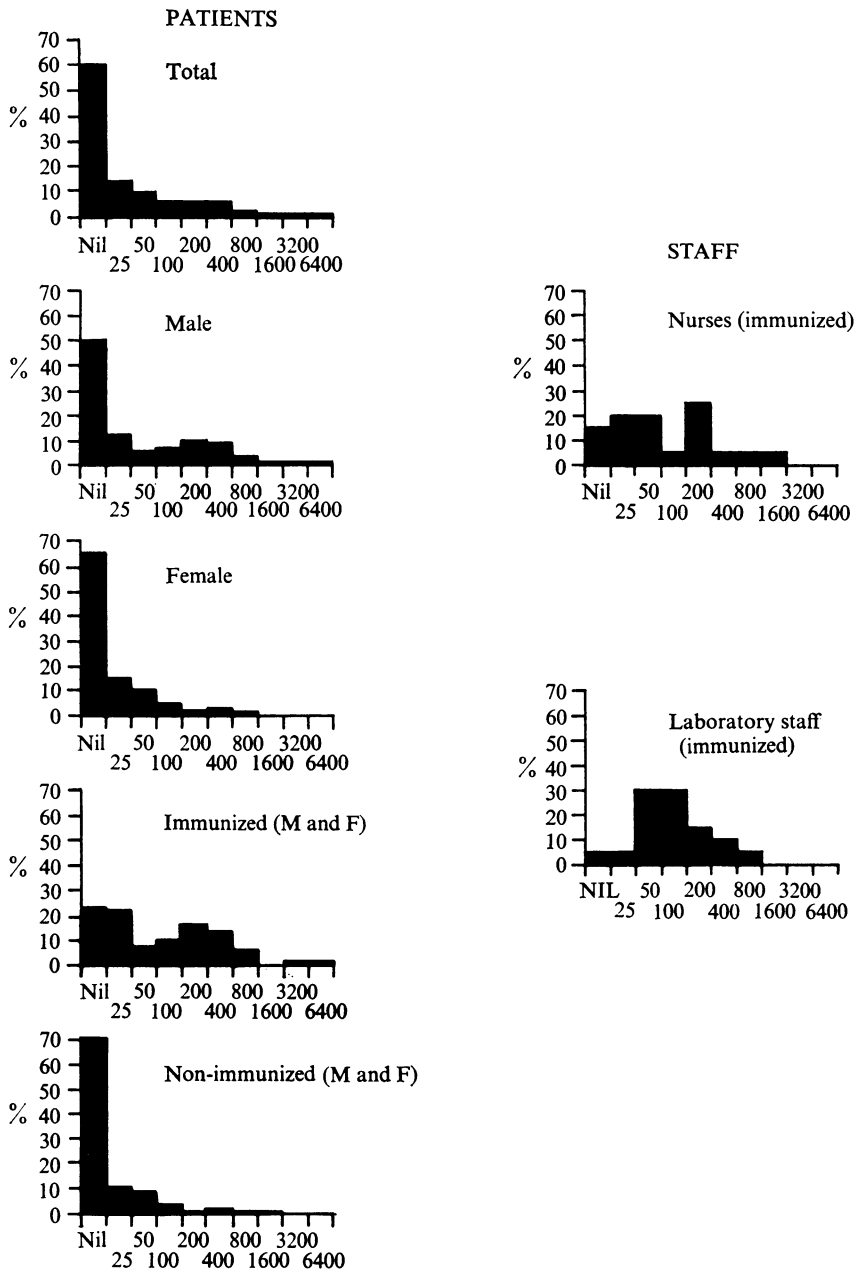 PATIENTS
Total
%
70
60
50
40
30
20
10
0
Nil 50 200 800 3200
25 100 400 1600 6400
Male
%
70
60
50
40
30
20
10
0
Nil 50 200 800 3200
25 100 400 1600 6400
Female
%
70
60
50
40
30
20
10
0
Nil 50 200 800 3200
25 100 400 1600 6400
Immunized (M and F)
%
70
60
50
40
30
20
10
0
Nil 50 200 800 3200
25 100 400 1600 6400
Non-immunized (M and F)
%
70
60
50
40
30
20
10
0
Nil 50 200 800 3200
25 100 400 1600 6400
STAFF
Nurses (immunized)
%
70
60
50
40
30
20
10
0
Nil 50 200 800 3200
25 100 400 1600 6400
Laboratory staff
(immunized)
%
70
60
50
40
30
20
10
0
NIL 50 200 800 3200
25 100 400 1600 6400